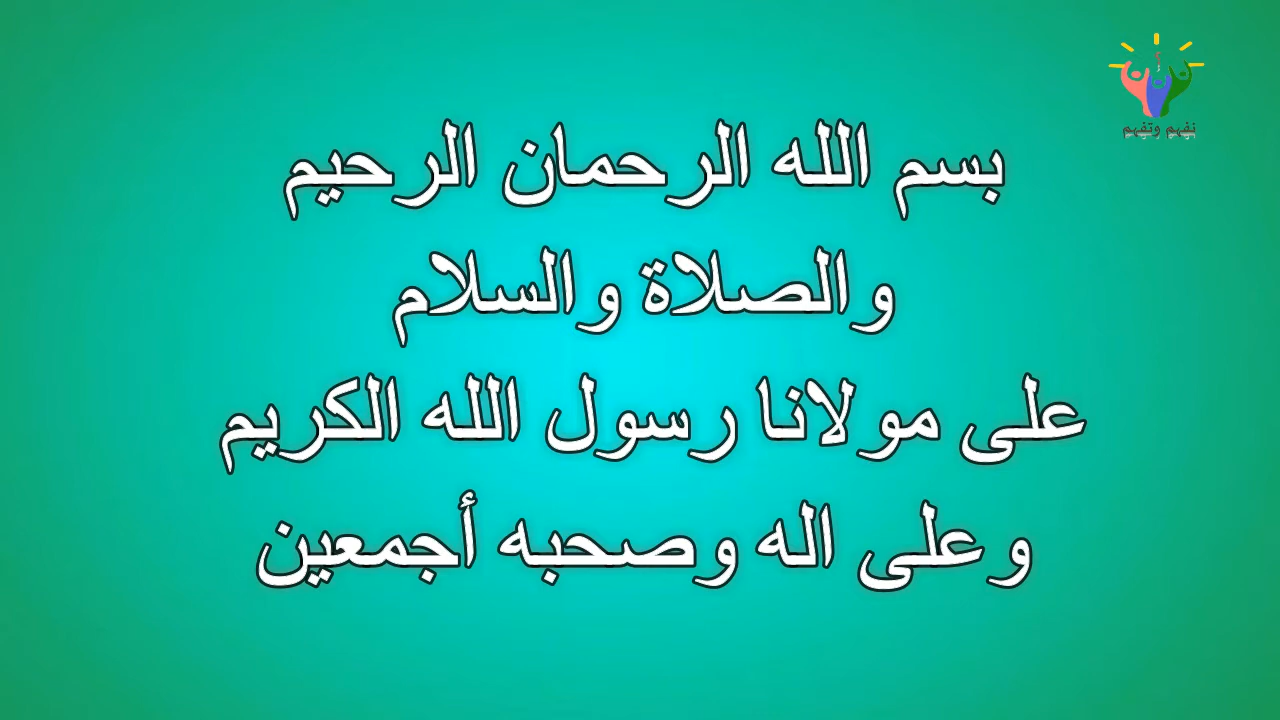 نفهم وتفهم
بسم الله الرحمان الرحيم
والصلاة والسلام
على مولانا رسول الله الكريم
وعلى اله وصحبه أجمعين